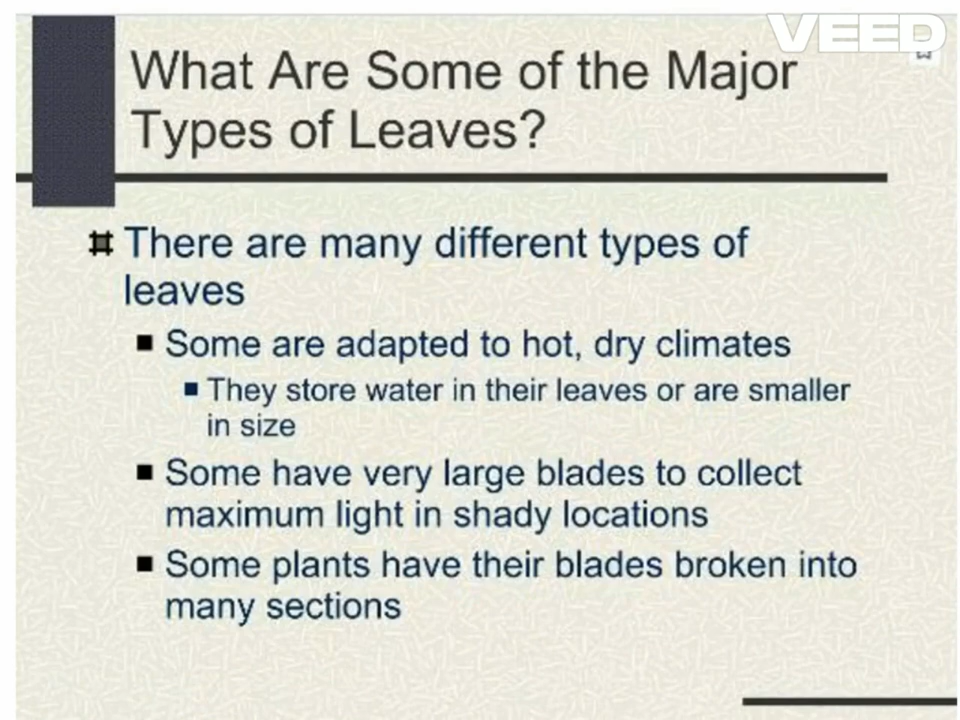 VEED
What Are Some of the Major
Types of Leaves?
There are many different types of
leaves
Some are adapted to hot, dry climates
They store water in their leaves or are smaller
in size
Some have very large blades to collect
maximum light in shady locations
Some plants have their blades broken into
many sections